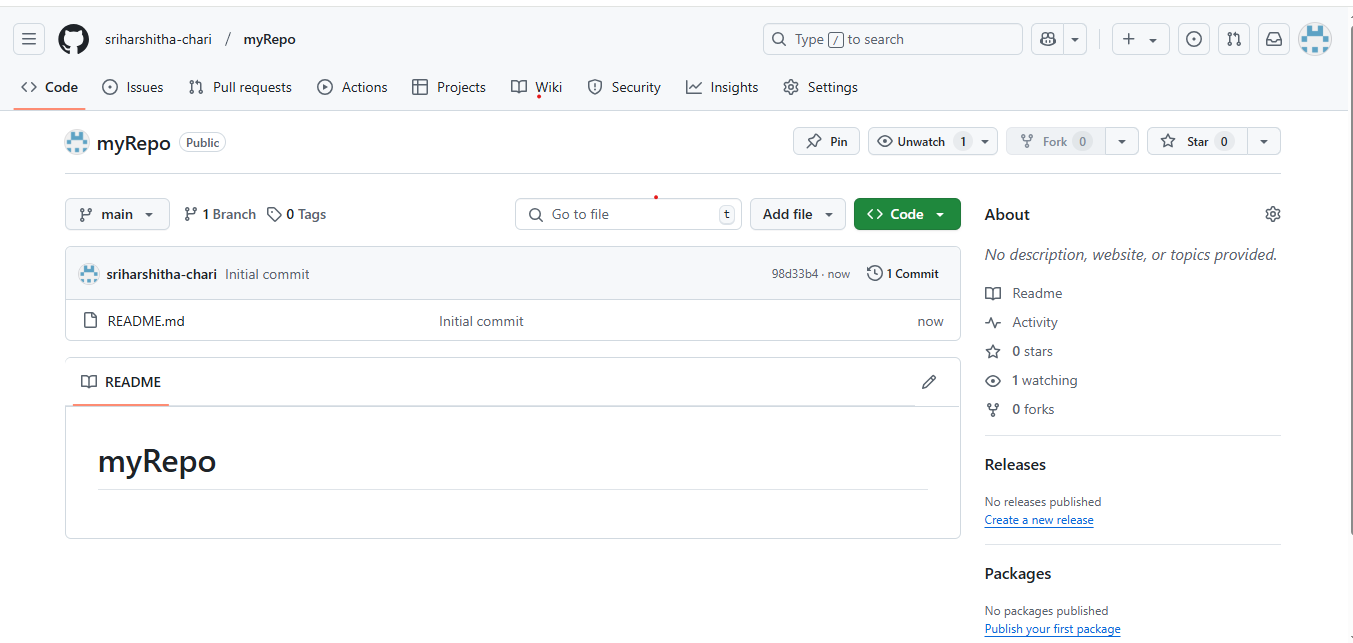 sriharshitha-chari / myRepo Type / to search
Code Issues Pull requests Actions Projects Wiki Security Insights Settings
myRepo Public Pin Unwatch 1 Fork 0 Star 0
main 1 Branch 0 Tags Go to file t Add file Code
sriharshitha-chari Initial commit 98d33b4 · now 1 Commit
README.md Initial commit now
README
myRepo
About
No description, website, or topics provided.
Readme
Activity
0 stars
1 watching
0 forks
Releases
No releases published
Create a new release
Packages
No packages published
Publish your first package